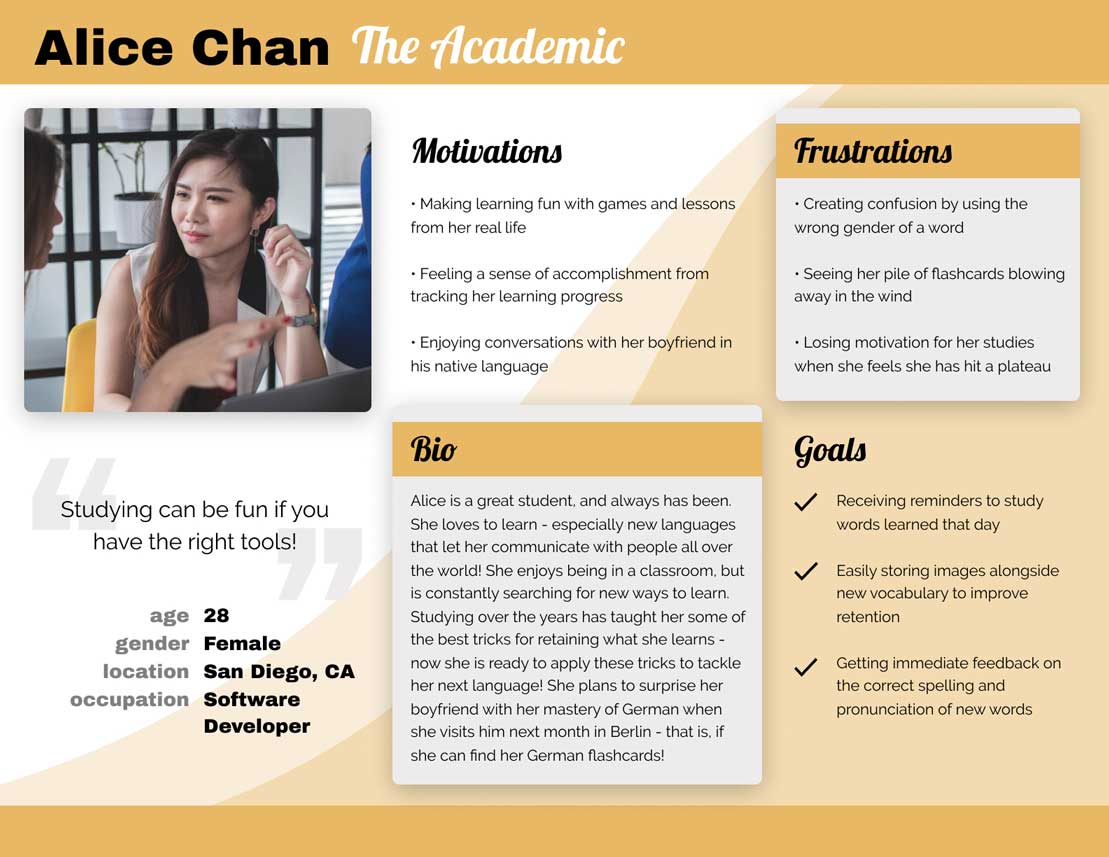 Alice Chan The Academic
Motivations
• Making learning fun with games and lessons
from her real life
• Feeling a sense of accomplishment from
tracking her learning progress
• Enjoying conversations with her boyfriend in
his native language
Frustrations
• Creating confusion by using the
wrong gender of a word
• Seeing her pile of flashcards blowing
away in the wind
• Losing motivation for her studies
when she feels she has hit a plateau
“
Studying can be fun if you
have the right tools!
”
age 28
gender Female
location San Diego, CA
occupation Software
Developer
Bio
Alice is a great student, and always has been.
She loves to learn - especially new languages
that let her communicate with people all over
the world! She enjoys being in a classroom, but
is constantly searching for new ways to learn.
Studying over the years has taught her some of
the best tricks for retaining what she learns -
now she is ready to apply these tricks to tackle
her next language! She plans to surprise her
boyfriend with her mastery of German when
she visits him next month in Berlin - that is, if
she can find her German flashcards!
Goals
✓ Receiving reminders to study
words learned that day
✓ Easily storing images alongside
new vocabulary to improve
retention
✓ Getting immediate feedback on
the correct spelling and
pronunciation of new words